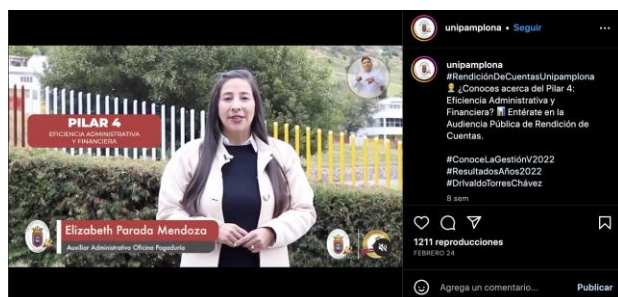 PILAR 4
EFICIENCIA ADMINISTRATIVA
Y FINANCIERA
Elizabeth Parada Mendoza
Auxiliar Administrativo Oficina Pagaduría
unipamplona • Seguir
unipamplona
#RendiciónDeCuentasUnipamplona
¿Conoces acerca del Pilar 4:
Eficiencia Administrativa y
Financiera? 📊 Entérate en la
Audiencia Pública de Rendición de
Cuentas.
#ConoceLaGestiónV2022
#ResultadosAños2022
#DrIvaldoTorresChávez
8 sem
1211 reproducciones
FEBRERO 24
Agrega un comentario...
Publicar